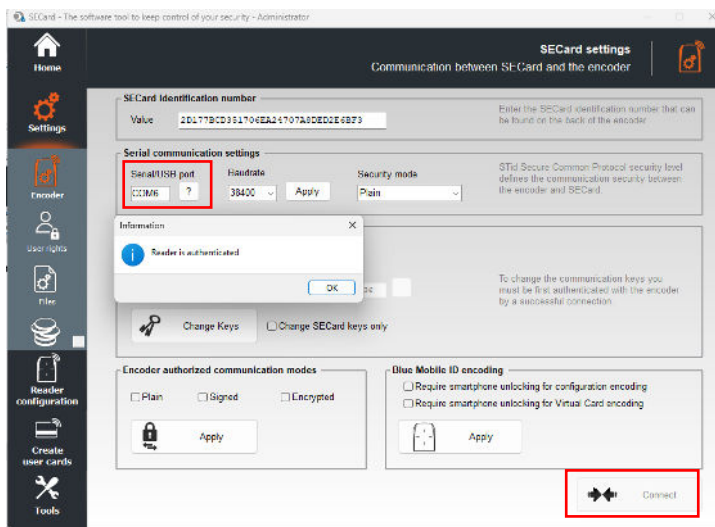 SECard - The software tool to keep control of your security - Administrator
Home
SECard settings
Communication between SECard and the encoder
Settings
Encoder
User rights
Files
Reader
configuration
Create
user cards
Tools
SECard Identification number
Value
Enter the SECard identification number that can
be found on the back of the encoder
Serial communication settings
Serial/USB port
Baudrate
Security mode
COM6
?
38400
Apply
Plain
STid Secure Common Protocol security level
defines the communication security between
the encoder and SECard.
Information
Reader is authenticated
OK
To change the communication keys you
must be first authenticated with the encoder
by a successful connection
Change Keys
Change SECard keys only
Encoder authorized communication modes
Plain
Signed
Encrypted
Apply
Blue Mobile ID encoding
Require smartphone unlocking for configuration encoding
Require smartphone unlocking for Virtual Card encoding
Apply
Connect